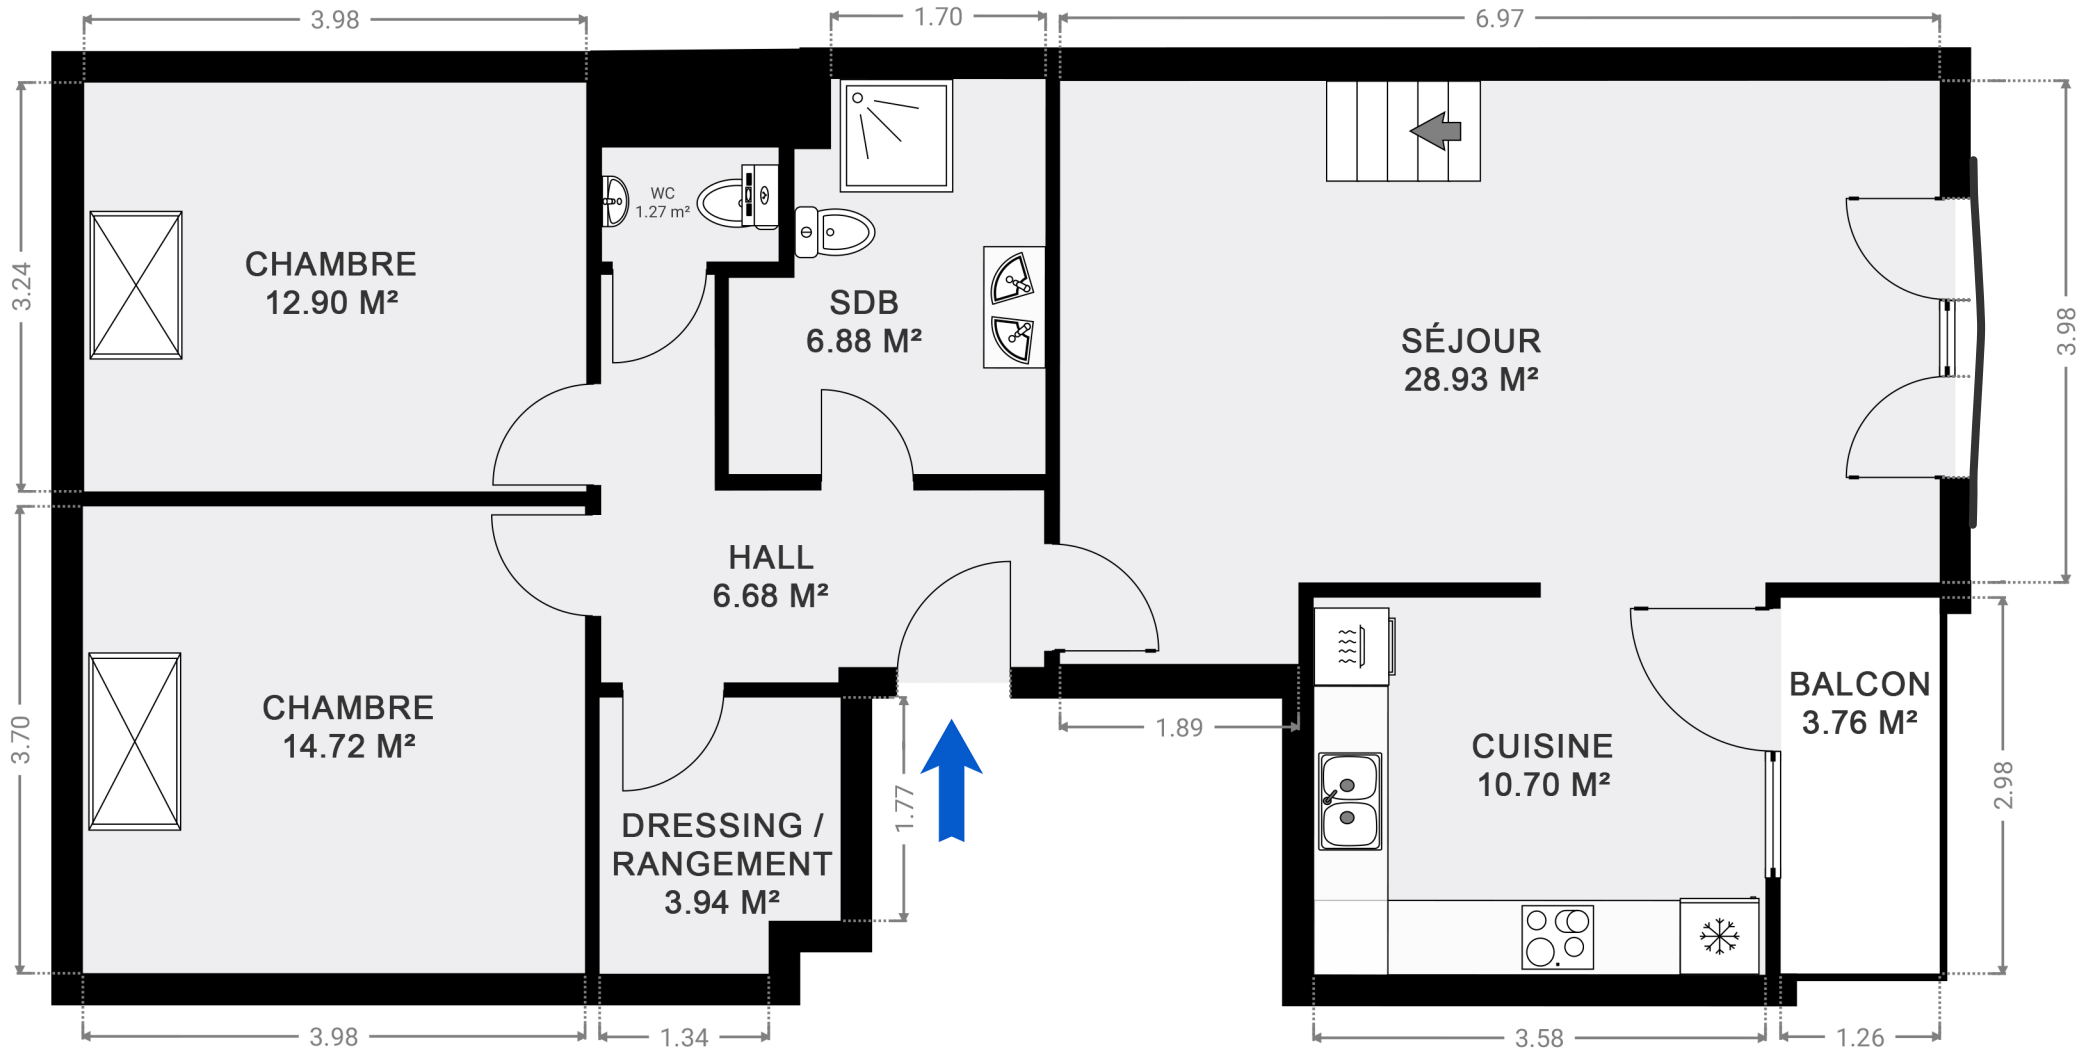 3.98
1.70
6.97
3.24
CHAMBRE
12.90 M²
WC
1.27 m²
SDB
6.88 M²
SÉJOUR
28.93 M²
3.98
HALL
6.68 M²
3.70
CHAMBRE
14.72 M²
DRESSING /
RANGEMENT
3.94 M²
1.77
1.89
CUISINE
10.70 M²
BALCON
3.76 M²
2.98
3.98
1.34
3.58
1.26